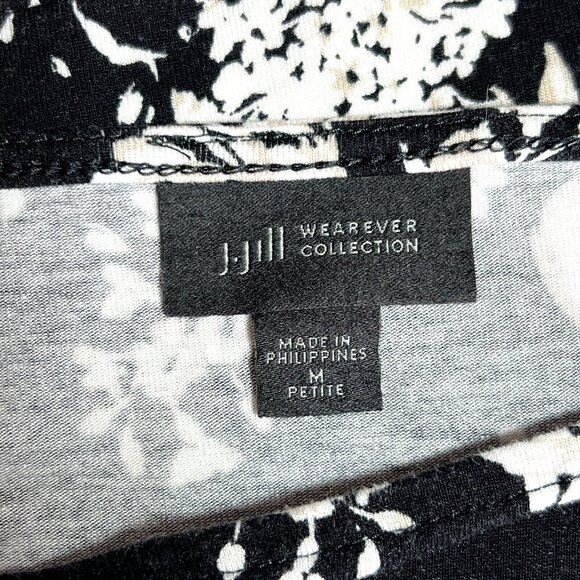 J.Jill WEAREVER
COLLECTION
MADE IN
PHILIPPINES
M
PETITE